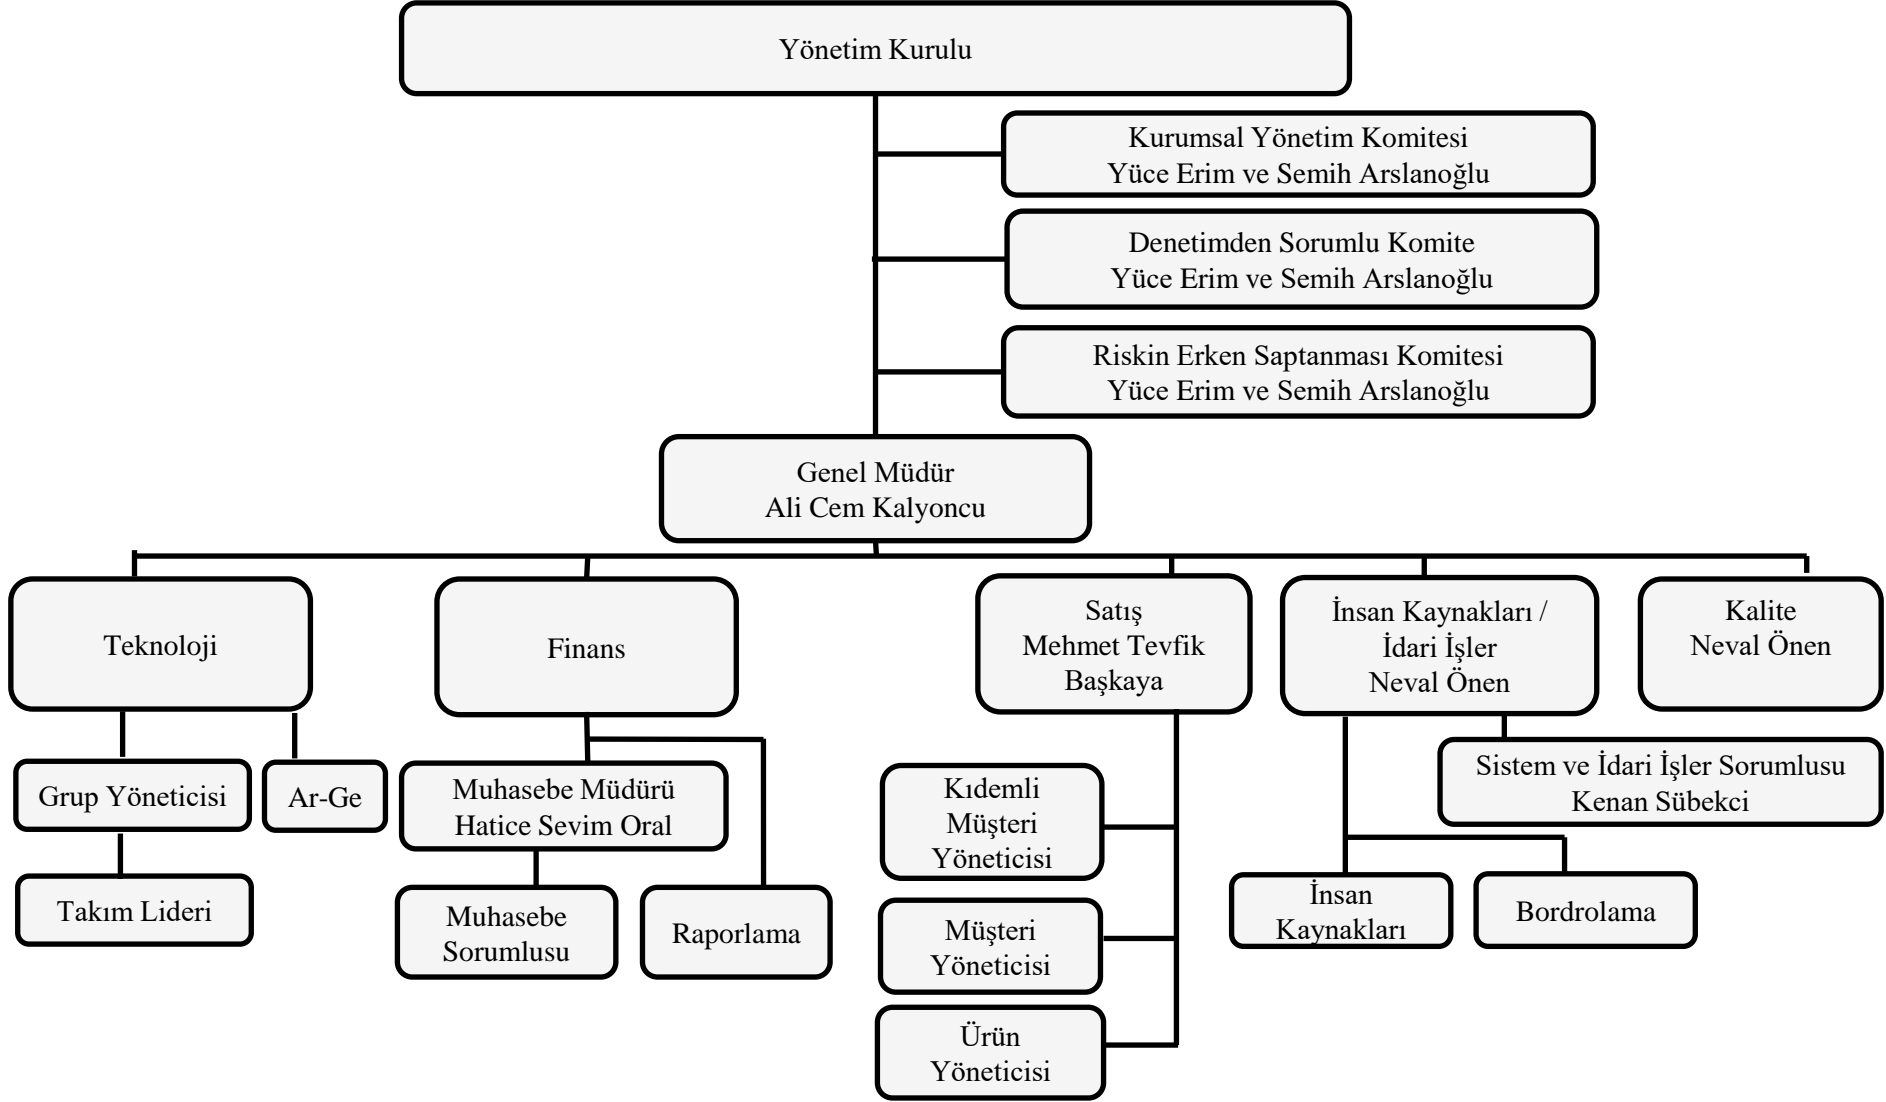 Yönetim Kurulu
Kurumsal Yönetim Komitesi
Yüce Erim ve Semih Arslanoğlu
Denetimden Sorumlu Komite
Yüce Erim ve Semih Arslanoğlu
Riskin Erken Saptanması Komitesi
Yüce Erim ve Semih Arslanoğlu
Genel Müdür
Ali Cem Kalyoncu
Teknoloji
Finans
Satış
Mehmet Tevfik
Başkaya
İnsan Kaynakları /
İdari İşler
Neval Önen
Kalite
Neval Önen
Grup Yöneticisi
Ar-Ge
Muhasebe Müdürü
Hatice Sevim Oral
Kıdemli
Müşteri
Yöneticisi
Sistem ve İdari İşler Sorumlusu
Kenan Sübekci
Takım Lideri
Muhasebe
Sorumlusu
Raporlama
Müşteri
Yöneticisi
İnsan
Kaynakları
Bordrolama
Ürün
Yöneticisi